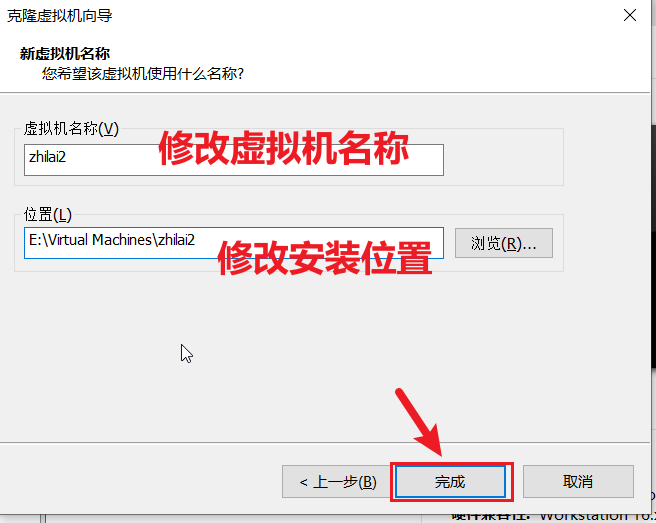 克隆虚拟机向导
新虚拟机名称
您希望该虚拟机使用什么名称?
虚拟机名称(V)
zhilai2
修改虚拟机名称
位置(L)
E:\Virtual Machines\zhilai2
浏览(R)...
修改安装位置
< 上一步(B)
完成
取消
硬件兼容性: Workstation 16.x